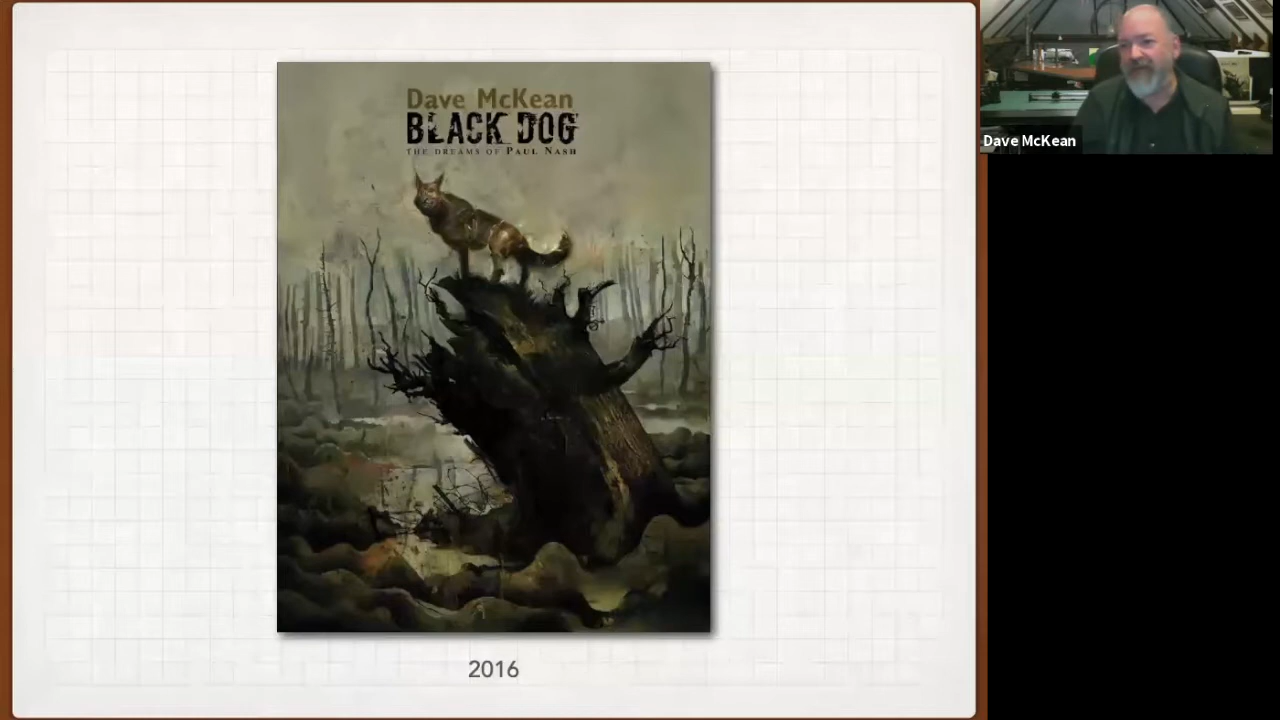 Dave McKean
BLACK DOG
THE DREAMS OF PAUL NASH
2016
Dave McKean